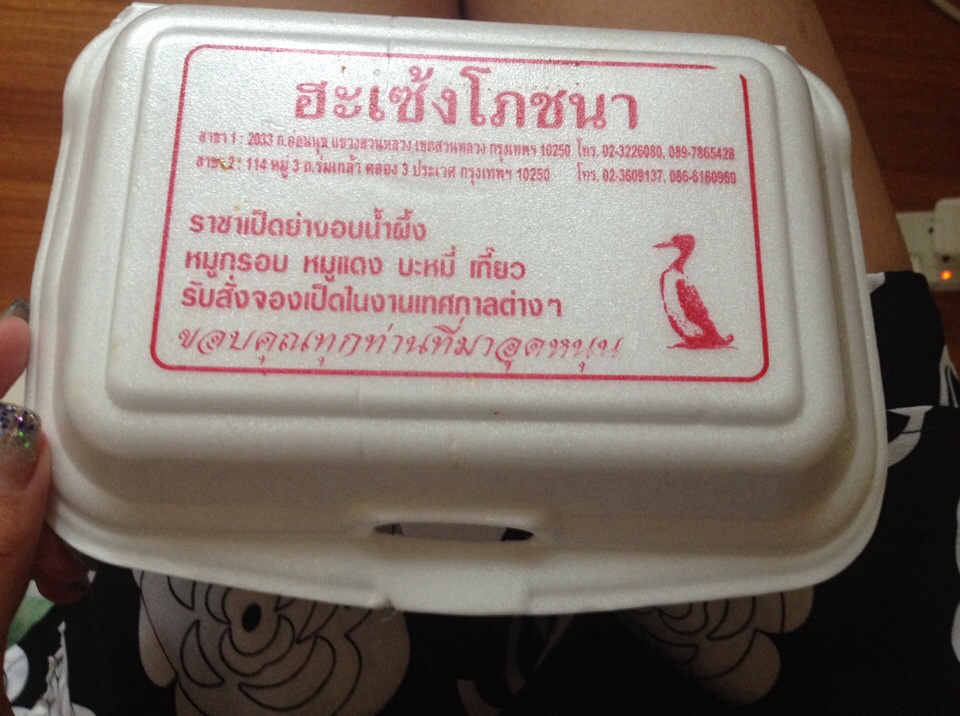 ฮะเซ้งโภชนา
สาขา 1 : 2033 ถ.อ่อนนุช แขวงสวนหลวง เขตสวนหลวง กรุงเทพฯ 10250 โทร. 02-3226080, 089-7865428
สาขา 2 : 114 หมู่ 3 ถ.ร่มเกล้า คลอง 3 ประเวศ กรุงเทพฯ 10250 โทร. 02-3609137, 086-6160969
ราชาเป็ดย่างอบน้ำผึ้ง
หมูกรอบ หมูแดง บะหมี่ เกี๊ยว
รับสั่งจองเป็ดในงานเทศกาลต่างๆ
ขอบคุณทุกท่านที่มาอุดหนุน